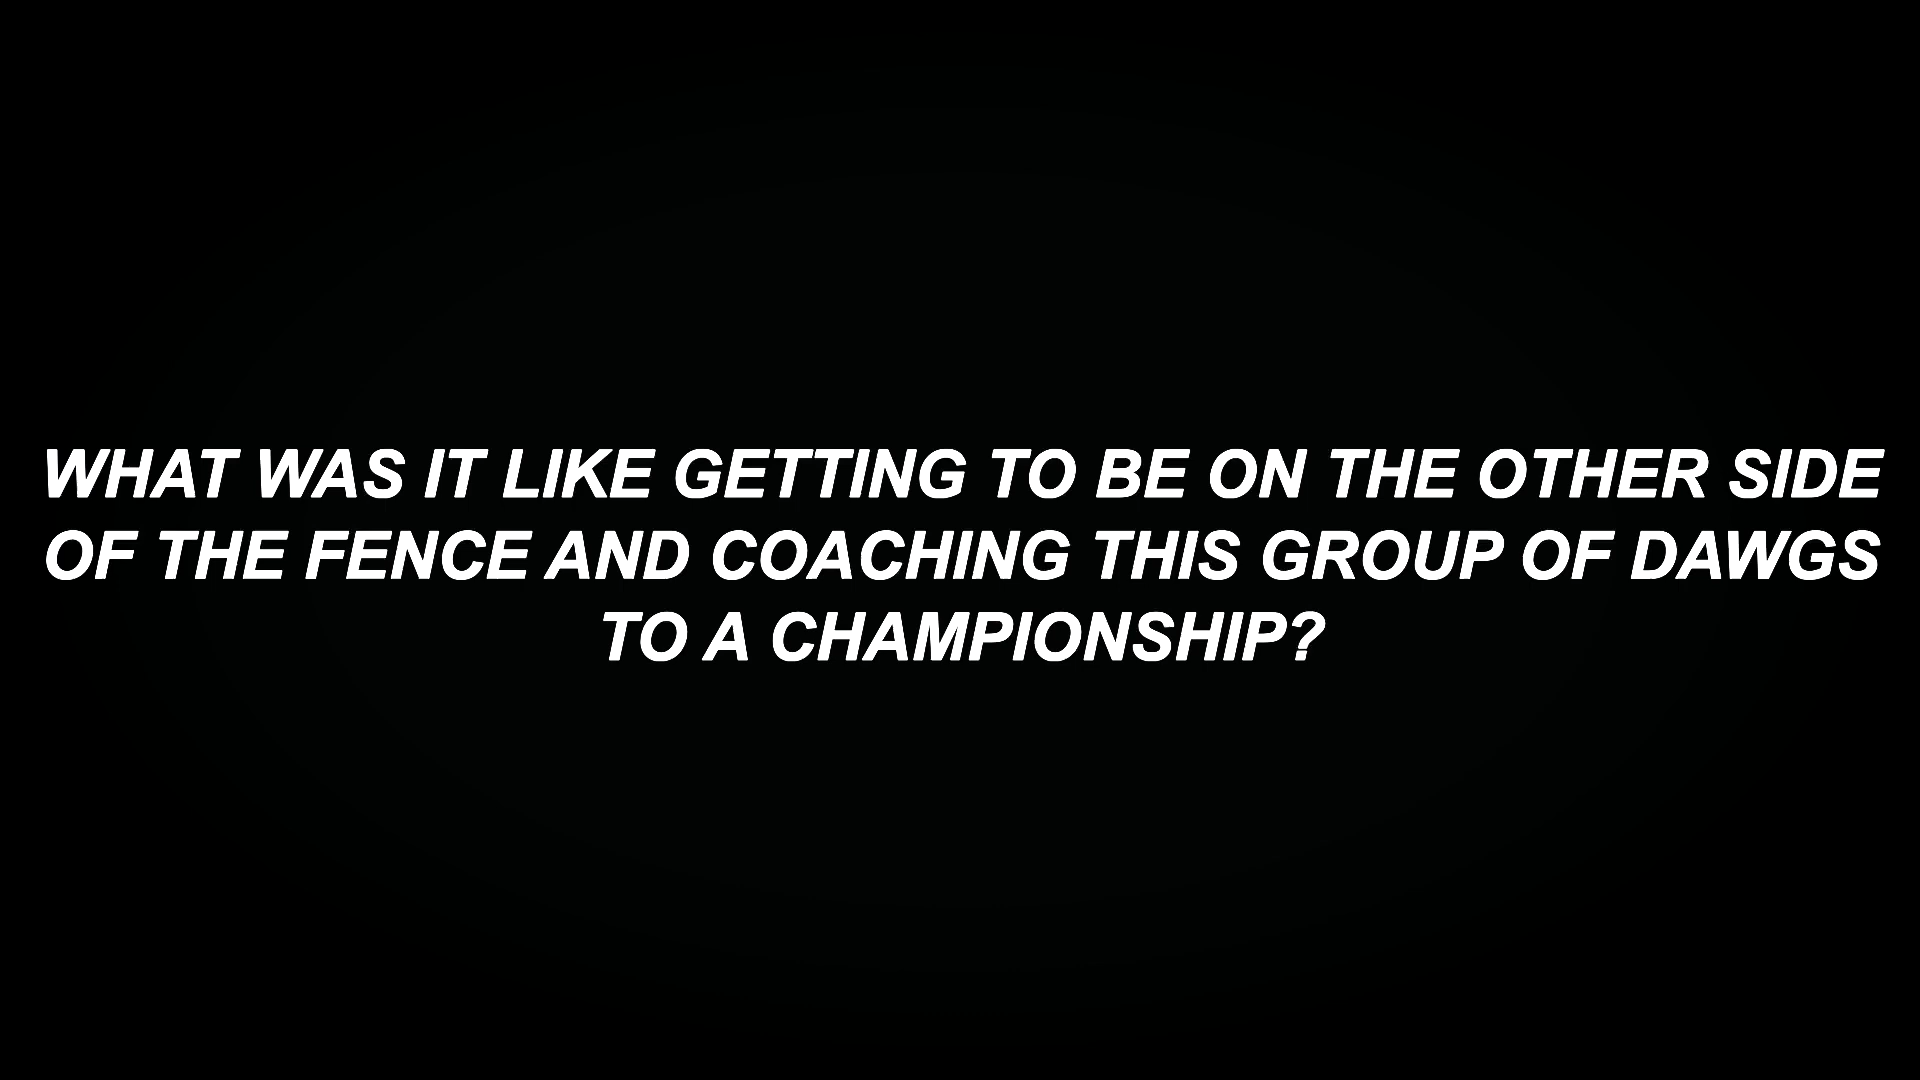 WHAT WAS IT LIKE GETTING TO BE ON THE OTHER SIDE
OF THE FENCE AND COACHING THIS GROUP OF DAWGS
TO A CHAMPIONSHIP?